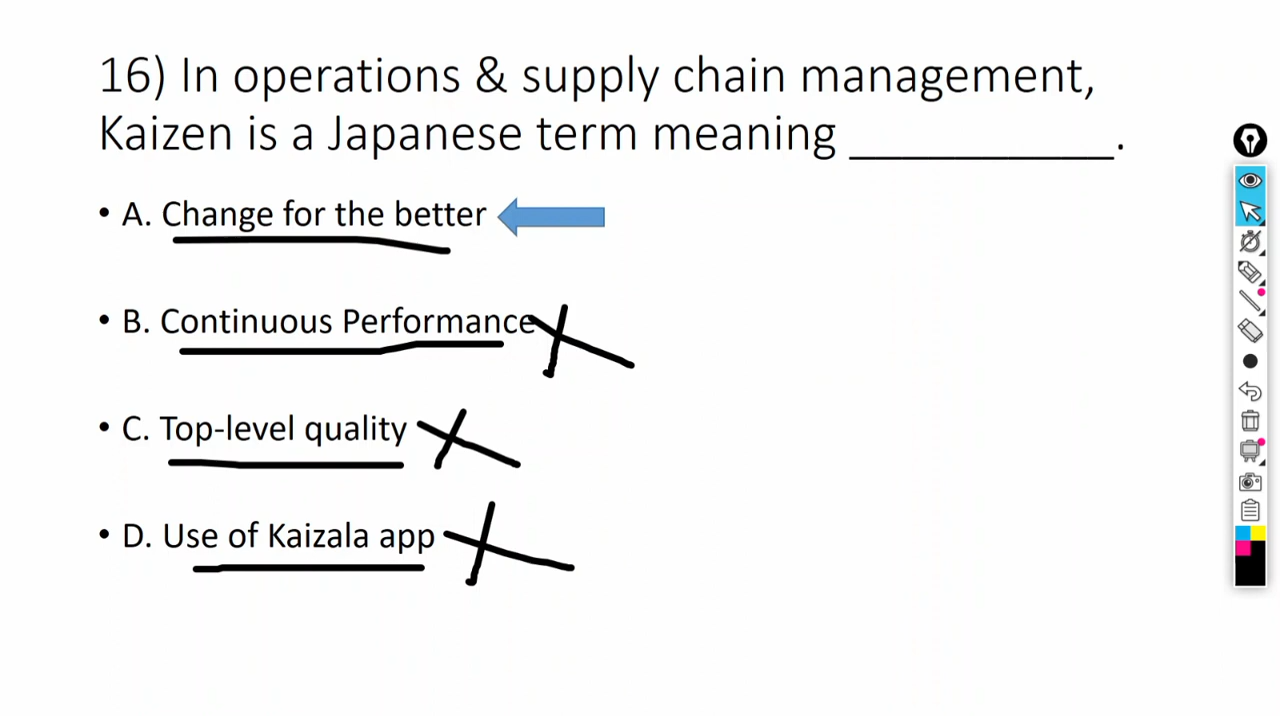 16) In operations & supply chain management,
Kaizen is a Japanese term meaning ___________.
• A. Change for the better
• B. Continuous Performance
• C. Top-level quality
• D. Use of Kaizala app